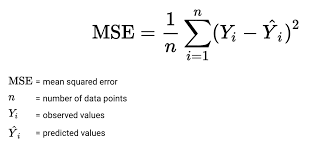 MSE = 1/n ∑_{i=1}^{n} (Y_i − Ŷ_i)²
MSE = mean squared error
n = number of data points
Y_i = observed values
Ŷ_i = predicted values